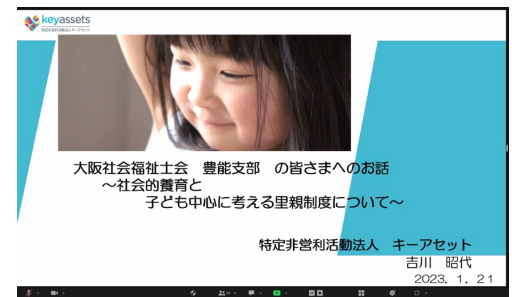 keyassets
特定非営利活動法人キーアセット
大阪社会福祉士会 豊能支部 の皆さまへのお話
～社会的養育と
子ども中心に考える里親制度について～
特定非営利活動法人 キーアセット
吉川 昭代
2023. 1. 21